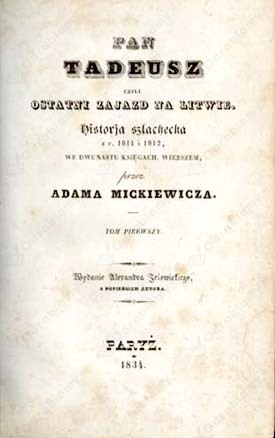 PAN
TADEUSZ
CZYLI
OSTATNI ZAJAZD NA LITWIE.
Historja szlachecka
z r. 1811 i 1812,
WE DWUNASTU KSIĘGACH, WIERSZEM,
przez
ADAMA MICKIEWICZA.
TOM PIERWSZY.
Wydanie Alexandra Jełowickiego,
Z POPIERSIEM AUTORA.
PARYŻ.
1834.